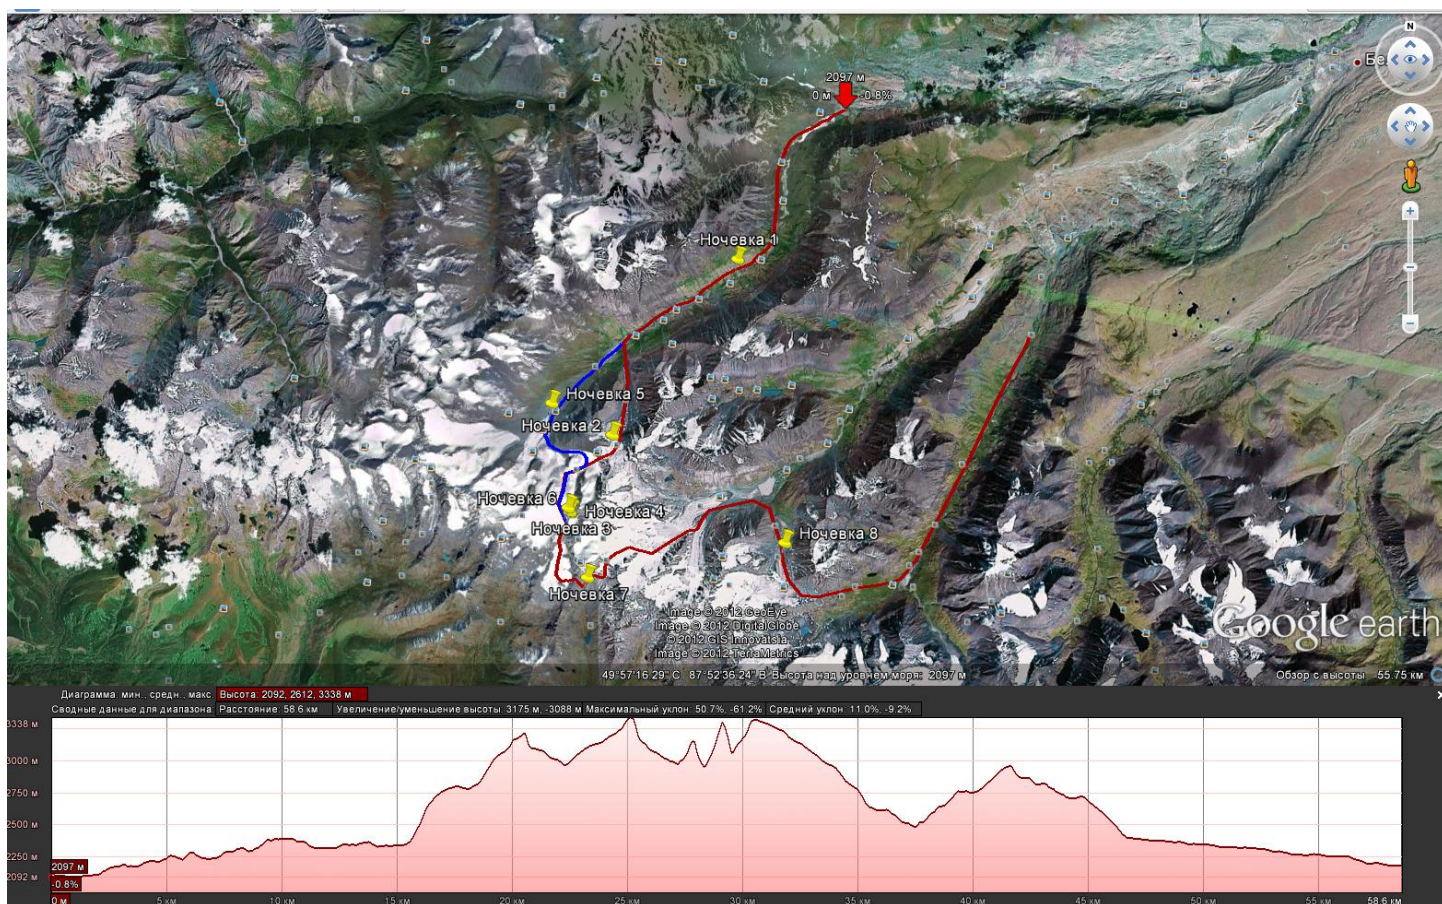 N
Бел
2097 м
0 м -0.8%
Ночевка 1
Ночевка 5
Ночевка 2
Ночевка 6
Ночевка 4
Ночевка 3
Ночевка 8
Ночевка 7
Image © 2012 GeoEye
Image © 2012 DigitalGlobe
© 2012 GIS Innovatsia
Image © 2012 TerraMetrics
Google earth
49°57'16.29" С 87°52'36.24" В Высота над уровнем моря: 2097 м
Обзор с высоты 55.75 км
Диаграмма: мин., средн., макс. Высота: 2092, 2612, 3338 м
Сводные данные для диапазона: Расстояние: 58.6 км Увеличение/уменьшение высоты: 3175 м, -3088 м Максимальный уклон: 50.7%, -61.2% Средний уклон: 11.0%, -9.2%
3338 м
3000 м
2750 м
2500 м
2250 м
2097 м
2092 м
-0.8%
0 м 5 км 10 км 15 км 20 км 25 км 30 км 35 км 40 км 45 км 50 км 55 км 58.6 км